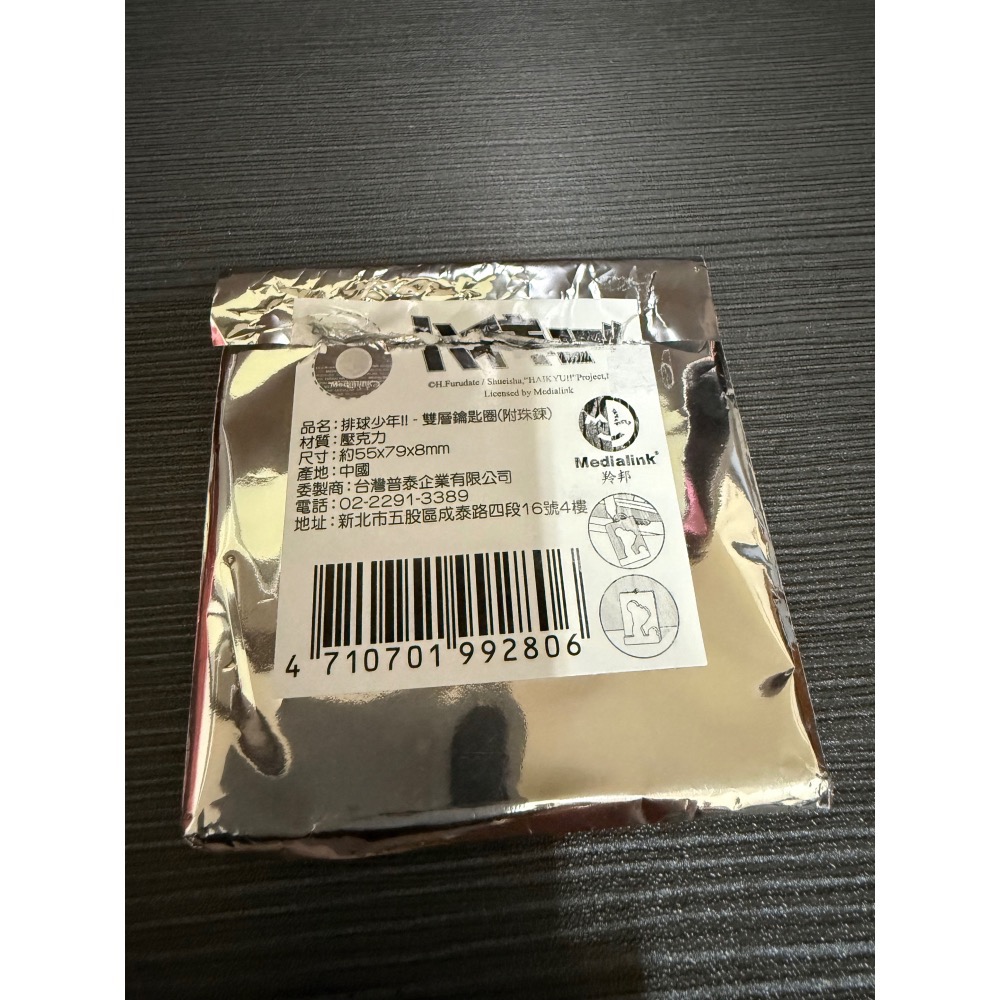 ©H.Furudate / Shueisha,"HAIKYU!!"Project,
Licensed by Medialink
品名：排球少年!! - 雙層鑰匙圈(附珠鍊)
材質：壓克力
尺寸：約55x79x8mm
產地：中國
委製商：台灣普泰企業有限公司
電話：02-2291-3389
地址：新北市五股區成泰路四段16號4樓
Medialink®
羚邦
4 710701 992806